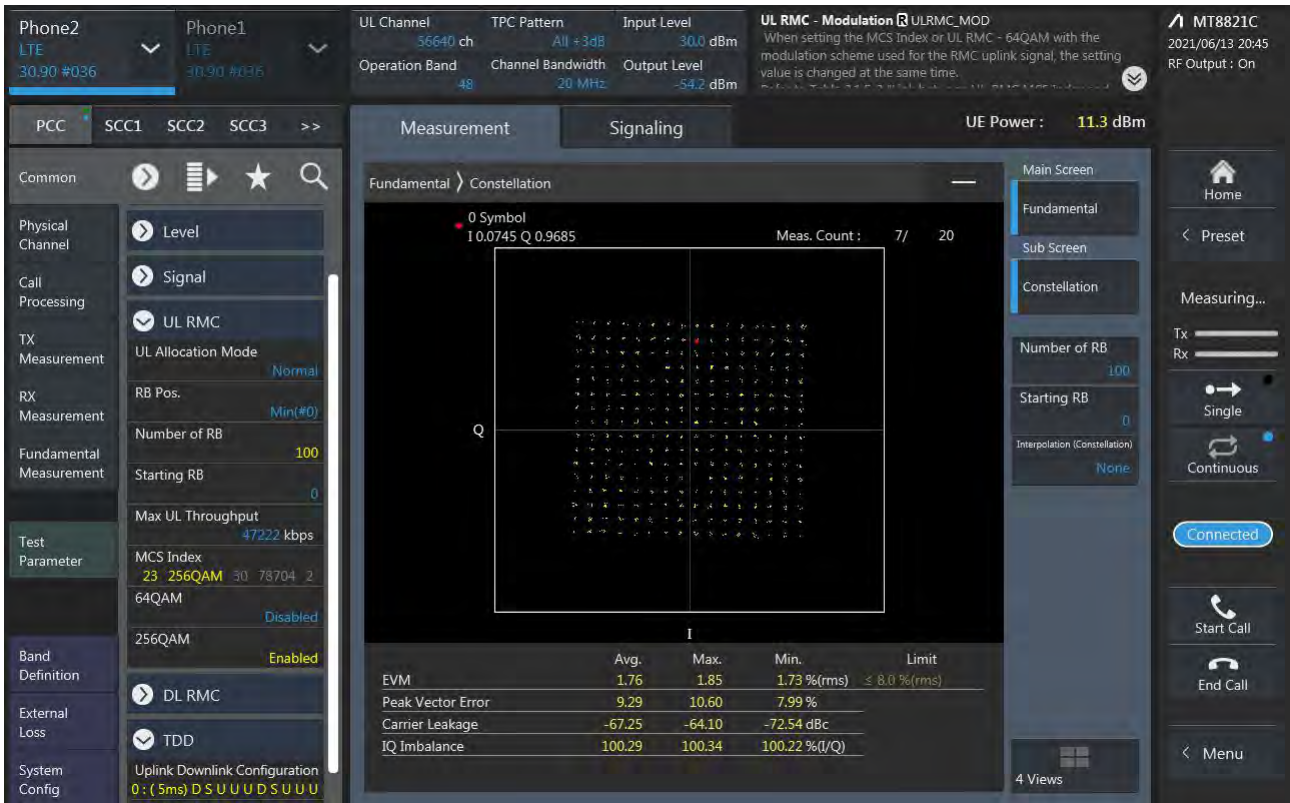 Phone2
LTE
30.90 #036
Phone1
LTE
30.90 #036
UL Channel
56640 ch
TPC Pattern
All +3dB
Input Level
30.0 dBm
Operation Band
48
Channel Bandwidth
20 MHz
Output Level
-54.2 dBm
UL RMC - Modulation R ULRMC_MOD
When setting the MCS Index or UL RMC - 64QAM with the
modulation scheme used for the RMC uplink signal, the setting
value is changed at the same time.
MT8821C
2021/06/13 20:45
RF Output : On
PCC SCC1 SCC2 SCC3 >>
Measurement
Signaling
UE Power : 11.3 dBm
Common
Physical
Channel
Call
Processing
TX
Measurement
RX
Measurement
Fundamental
Measurement
Test
Parameter
Band
Definition
External
Loss
System
Config
Level
Signal
UL RMC
UL Allocation Mode
Normal
RB Pos.
Min(#0)
Number of RB
100
Starting RB
0
Max UL Throughput
47222 kbps
MCS Index
23 256QAM 30 78704 2
64QAM
Disabled
256QAM
Enabled
DL RMC
TDD
Uplink Downlink Configuration
0 : ( 5ms) D S U U U D S U U U
Fundamental 〉 Constellation
0 Symbol
I 0.0745 Q 0.9685
Meas. Count : 7/ 20
Q
I
Avg. Max. Min. Limit
EVM 1.76 1.85 1.73 %(rms) ≤ 8.0 %(rms)
Peak Vector Error 9.29 10.60 7.99 %
Carrier Leakage -67.25 -64.10 -72.54 dBc
IQ Imbalance 100.29 100.34 100.22 %(I/Q)
Main Screen
Fundamental
Sub Screen
Constellation
Number of RB
100
Starting RB
0
Interpolation (Constellation)
None
4 Views
Home
< Preset
Measuring...
Tx
Rx
Single
Continuous
Connected
Start Call
End Call
< Menu